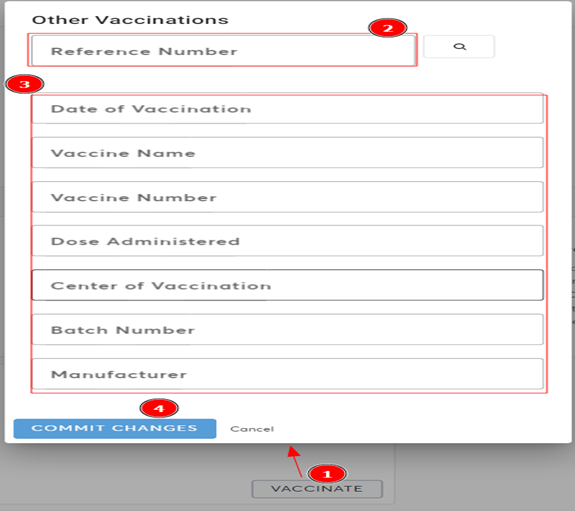 Other Vaccinations
2
Reference Number
3
Date of Vaccination
Vaccine Name
Vaccine Number
Dose Administered
Center of Vaccination
Batch Number
Manufacturer
4
COMMIT CHANGES Cancel
1
VACCINATE